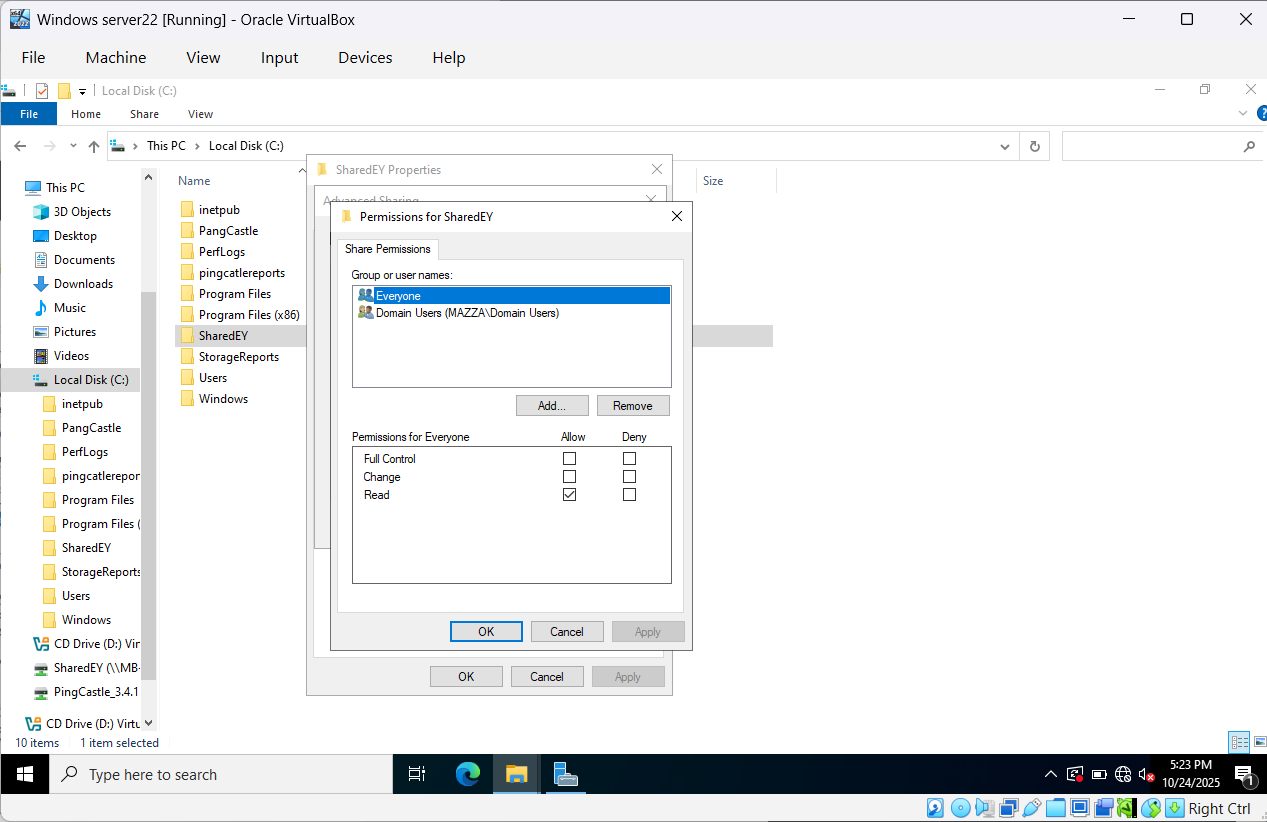 Windows server22 [Running] - Oracle VirtualBox
File Machine View Input Devices Help
Local Disk (C:)
File Home Share View
This PC > Local Disk (C:)
This PC
3D Objects
Desktop
Documents
Downloads
Music
Pictures
Videos
Local Disk (C:)
inetpub
PangCastle
PerfLogs
pingcatlerepor
Program Files
Program Files (
SharedEY
StorageReports
Users
Windows
CD Drive (D:) Vir
SharedEY (\\MB-
PingCastle_3.4.1
CD Drive (D:) Virtu
Name
Size
inetpub
PangCastle
PerfLogs
pingcatlereports
Program Files
Program Files (x86)
SharedEY
StorageReports
Users
Windows
SharedEY Properties
Advanced Sharing
Permissions for SharedEY
Share Permissions
Group or user names:
Everyone
Domain Users (MAZZA\Domain Users)
Add... Remove
Permissions for Everyone Allow Deny
Full Control
Change
Read
OK Cancel Apply
OK Cancel Apply
10 items 1 item selected
Type here to search
5:23 PM
10/24/2025
1
Right Ctrl